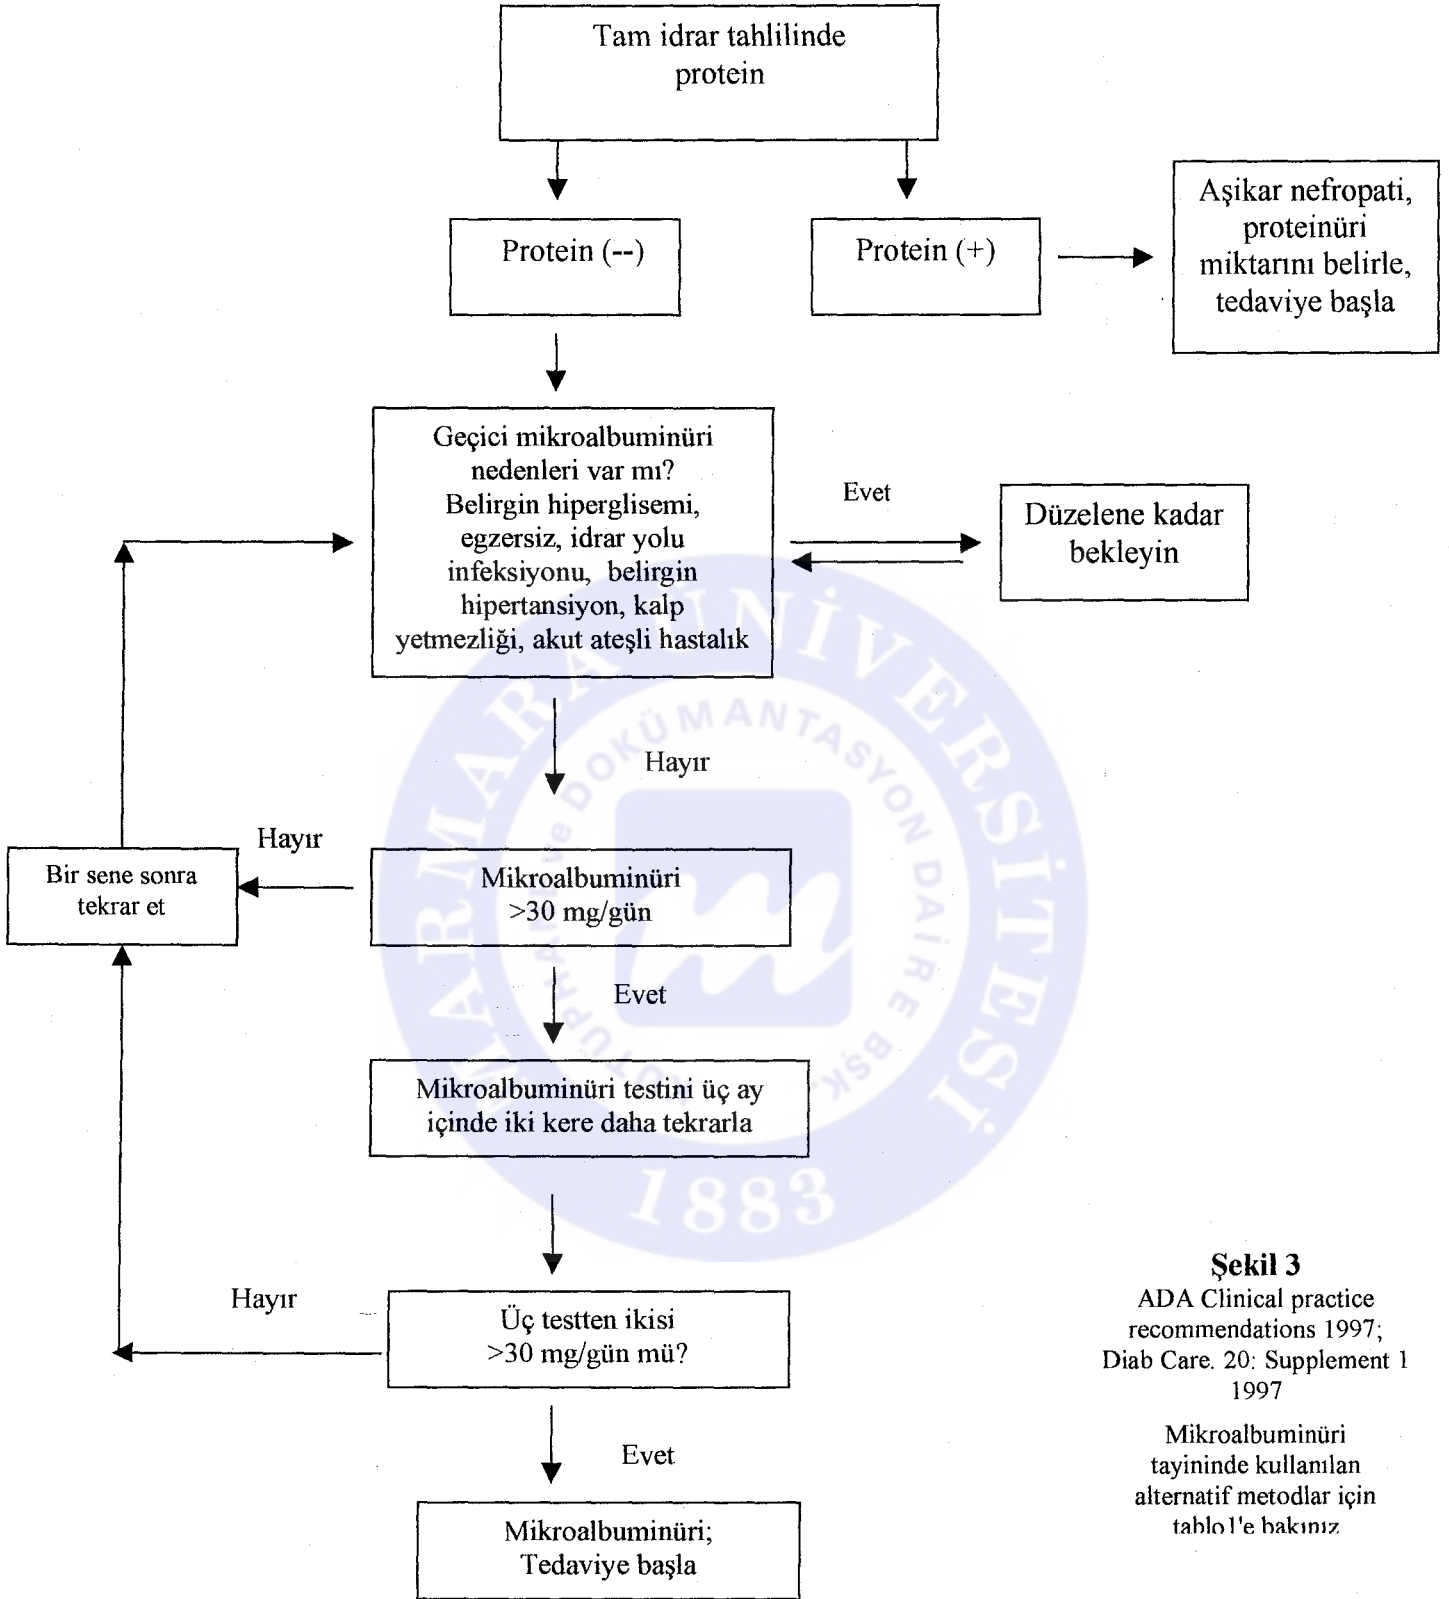 Tam idrar tahlilinde
protein
Protein (--)
Protein (+)
Aşikar nefropati,
proteinüri
miktarını belirle,
tedaviye başla
Geçici mikroalbuminüri
nedenleri var mı?
Belirgin hiperglisemi,
egzersiz, idrar yolu
infeksiyonu, belirgin
hipertansiyon, kalp
yetmezliği, akut ateşli hastalık
Evet
Düzelene kadar
bekleyin
Hayır
Hayır
Bir sene sonra
tekrar et
Mikroalbuminüri
>30 mg/gün
Evet
Mikroalbuminüri testini üç ay
içinde iki kere daha tekrarla
Hayır
Üç testten ikisi
>30 mg/gün mü?
Evet
Mikroalbuminüri;
Tedaviye başla
Şekil 3
ADA Clinical practice
recommendations 1997;
Diab Care. 20: Supplement 1
1997
Mikroalbuminüri
tayininde kullanılan
alternatif metodlar için
tablo1'e bakınız
MARMARA ÜNİVERSİTESİ
KÜTÜPHANE ve DOKÜMANTASYON DAİRE BŞK.
1883